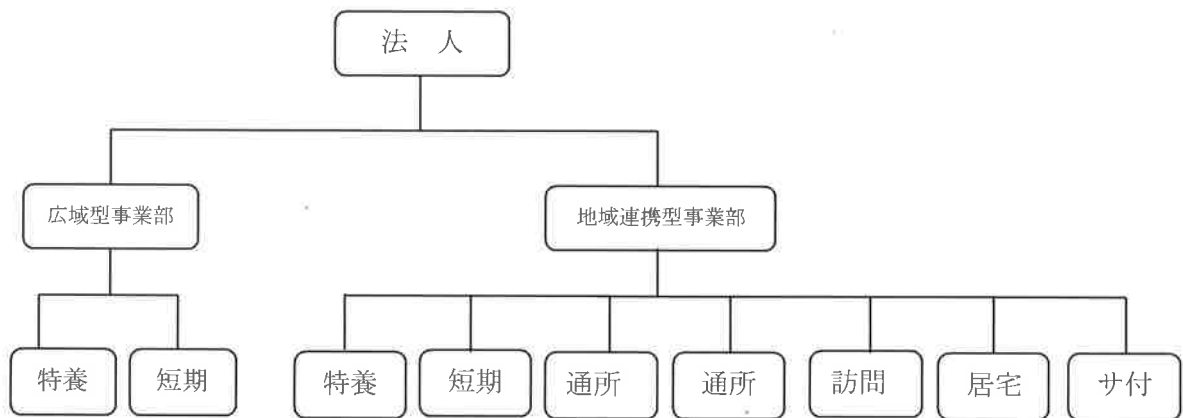 法　人
広域型事業部
地域連携型事業部
特養
短期
特養
短期
通所
通所
訪問
居宅
サ付